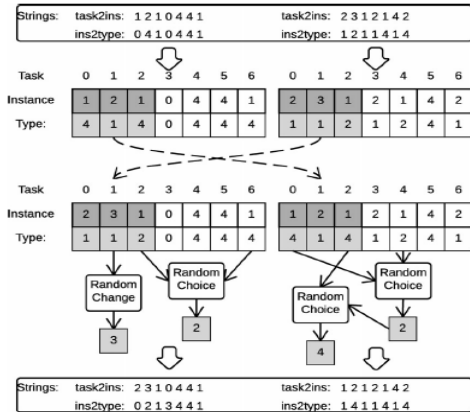 Strings: task2ins: 1 2 1 0 4 4 1 task2ins: 2 3 1 2 1 4 2
ins2type: 0 4 1 0 4 4 1 ins2type: 1 2 1 1 4 1 4
Task 0 1 2 3 4 5 6 0 1 2 3 4 5 6
Instance 1 2 1 0 4 4 1 2 3 1 2 1 4 2
Type: 4 1 4 0 4 4 1 1 1 2 1 2 4 1
Task 0 1 2 3 4 5 6 0 1 2 3 4 5 6
Instance 2 3 1 0 4 4 1 1 2 1 2 1 4 2
Type: 1 1 2 0 4 4 1 4 1 4 1 2 4 1
Random Change
Random Choice
Random Choice
Random Choice
3
2
4
2
Strings: task2ins: 2 3 1 0 4 4 1 task2ins: 1 2 1 2 1 4 2
ins2type: 0 2 1 3 4 4 1 ins2type: 1 4 1 1 4 1 4